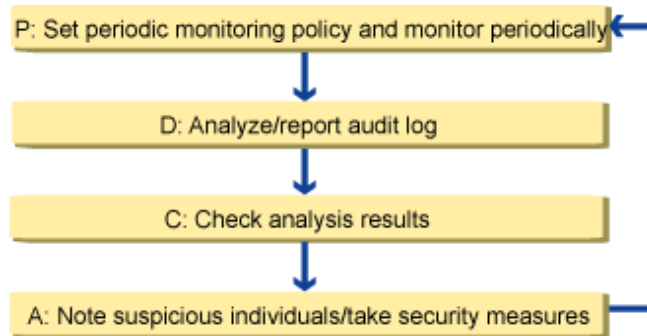 P: Set periodic monitoring policy and monitor periodically
D: Analyze/report audit log
C: Check analysis results
A: Note suspicious individuals/take security measures